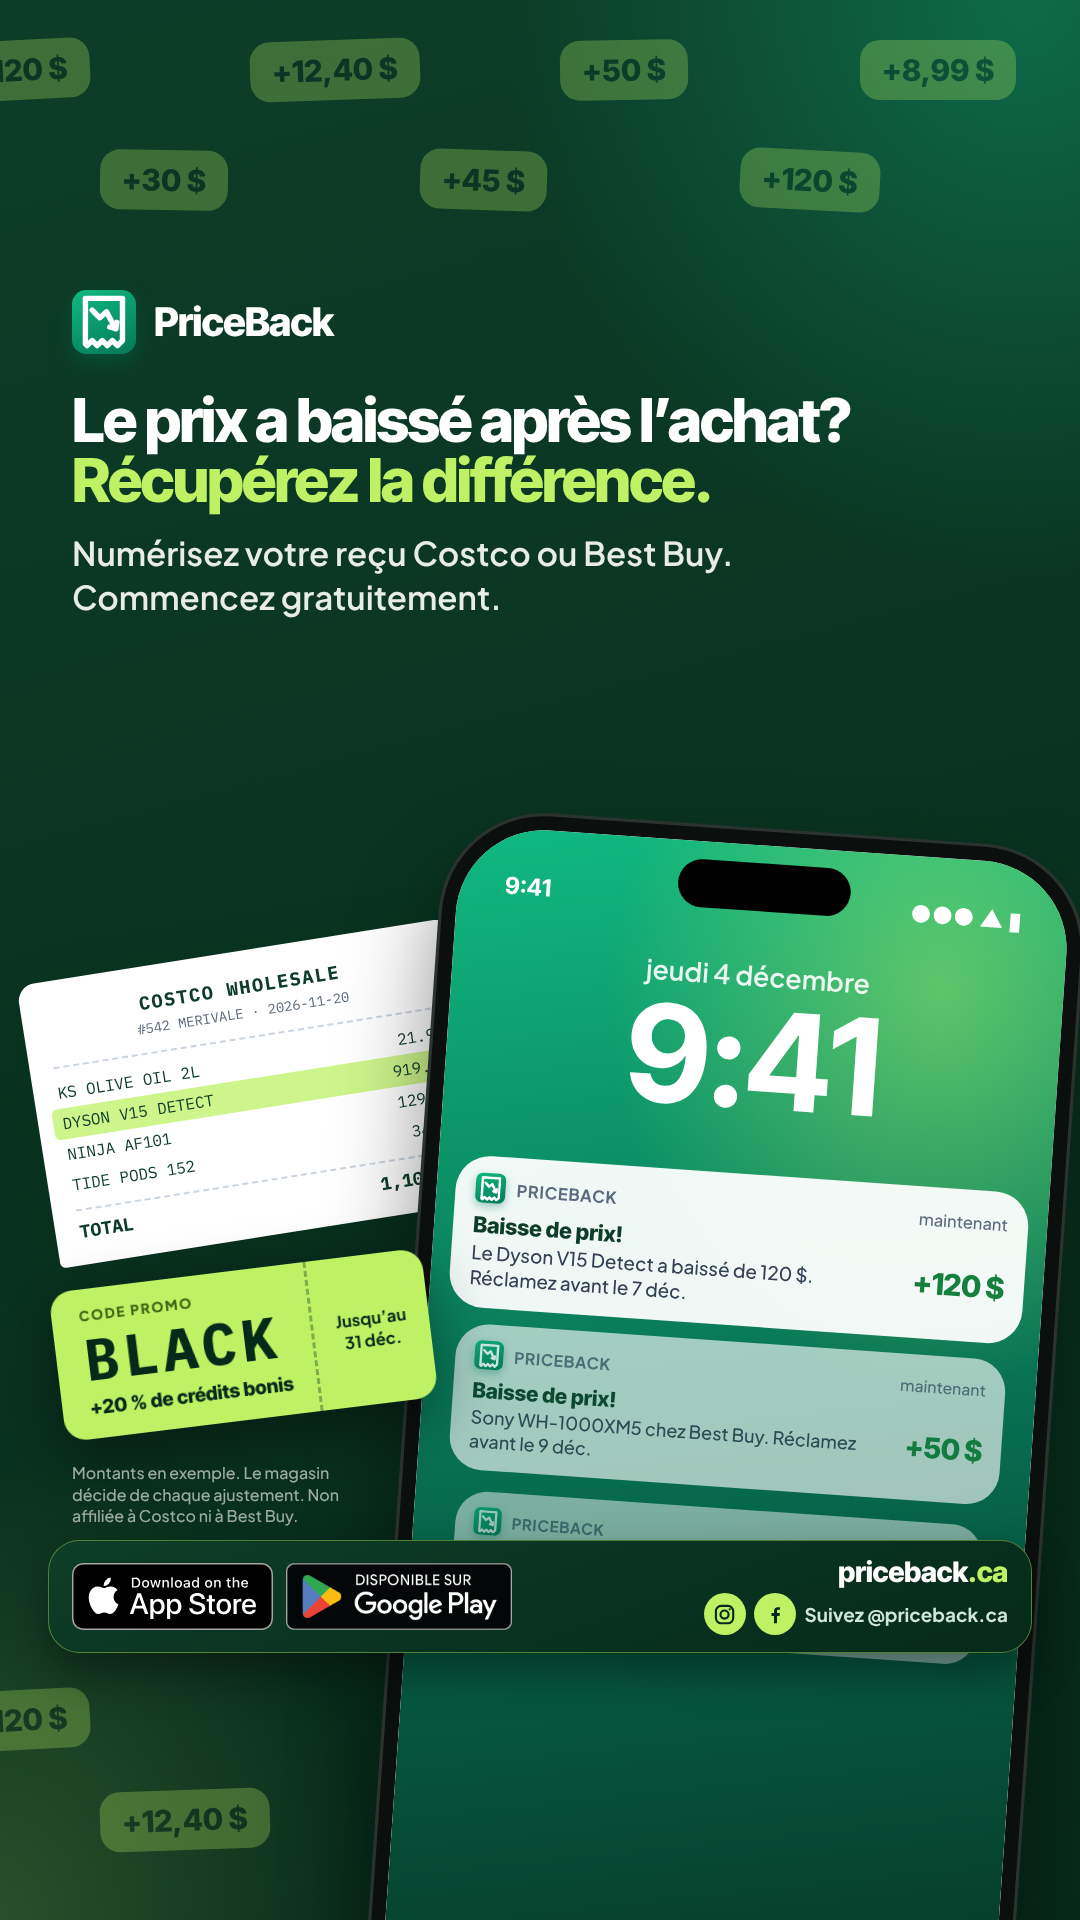 120 $
+12,40 $
+50 $
+8,99 $
+30 $
+45 $
+120 $
PriceBack
Le prix a baissé après l’achat?
Récupérez la différence.
Numérisez votre reçu Costco ou Best Buy.
Commencez gratuitement.
9:41
jeudi 4 décembre
9:41
COSTCO WHOLESALE
#542 MERIVALE · 2026-11-20
KS OLIVE OIL 2L 21.9
DYSON V15 DETECT 919.
NINJA AF101 129
TIDE PODS 152 34
TOTAL 1,10
PRICEBACK
maintenant
Baisse de prix!
Le Dyson V15 Detect a baissé de 120 $.
Réclamez avant le 7 déc.
+120 $
CODE PROMO
BLACK
+20 % de crédits bonis
Jusqu’au
31 déc.
PRICEBACK
maintenant
Baisse de prix!
Sony WH-1000XM5 chez Best Buy. Réclamez
avant le 9 déc.
+50 $
Montants en exemple. Le magasin
décide de chaque ajustement. Non
affiliée à Costco ni à Best Buy.
PRICEBACK
Download on the
App Store
DISPONIBLE SUR
Google Play
priceback.ca
Suivez @priceback.ca
120 $
+12,40 $